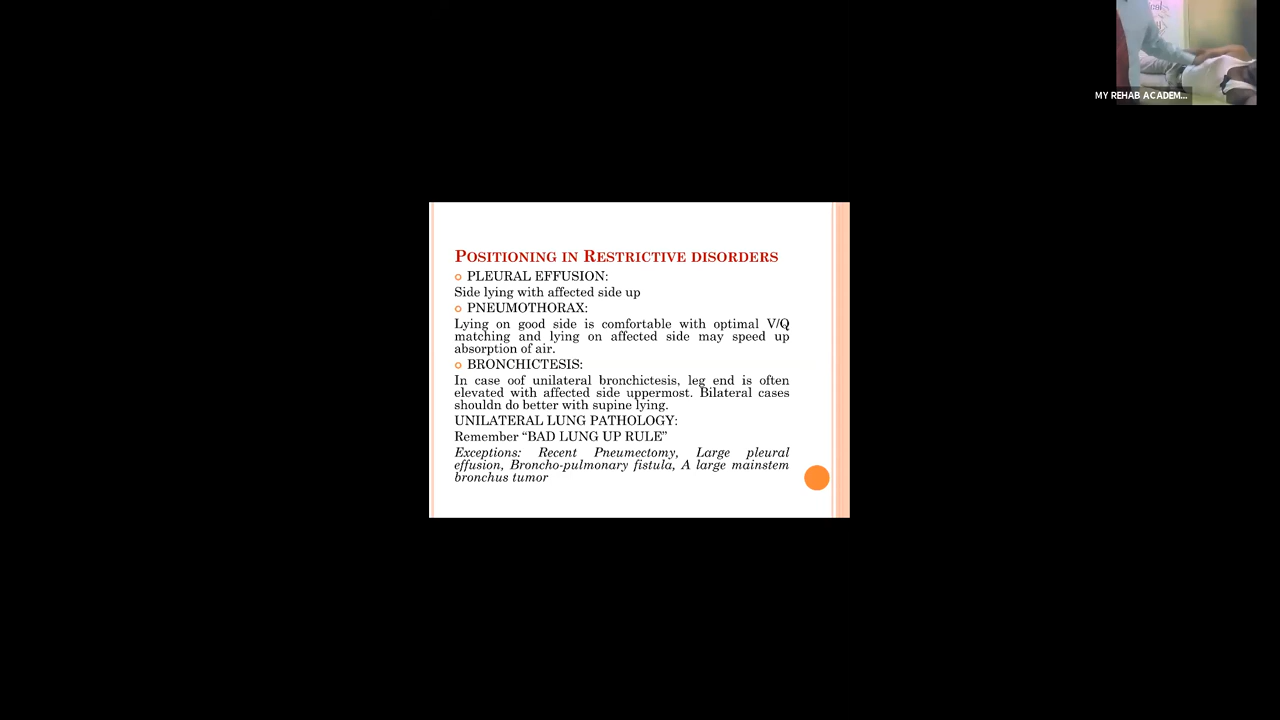 MY REHAB ACADEM...
POSITIONING IN RESTRICTIVE DISORDERS
PLEURAL EFFUSION:
Side lying with affected side up
PNEUMOTHORAX:
Lying on good side is comfortable with optimal V/Q
matching and lying on affected side may speed up
absorption of air.
BRONCHICTESIS:
In case oof unilateral bronchictesis, leg end is often
elevated with affected side uppermost. Bilateral cases
shouldn do better with supine lying.
UNILATERAL LUNG PATHOLOGY:
Remember “BAD LUNG UP RULE”
Exceptions: Recent Pneumectomy, Large pleural
effusion, Broncho-pulmonary fistula, A large mainstem
bronchus tumor